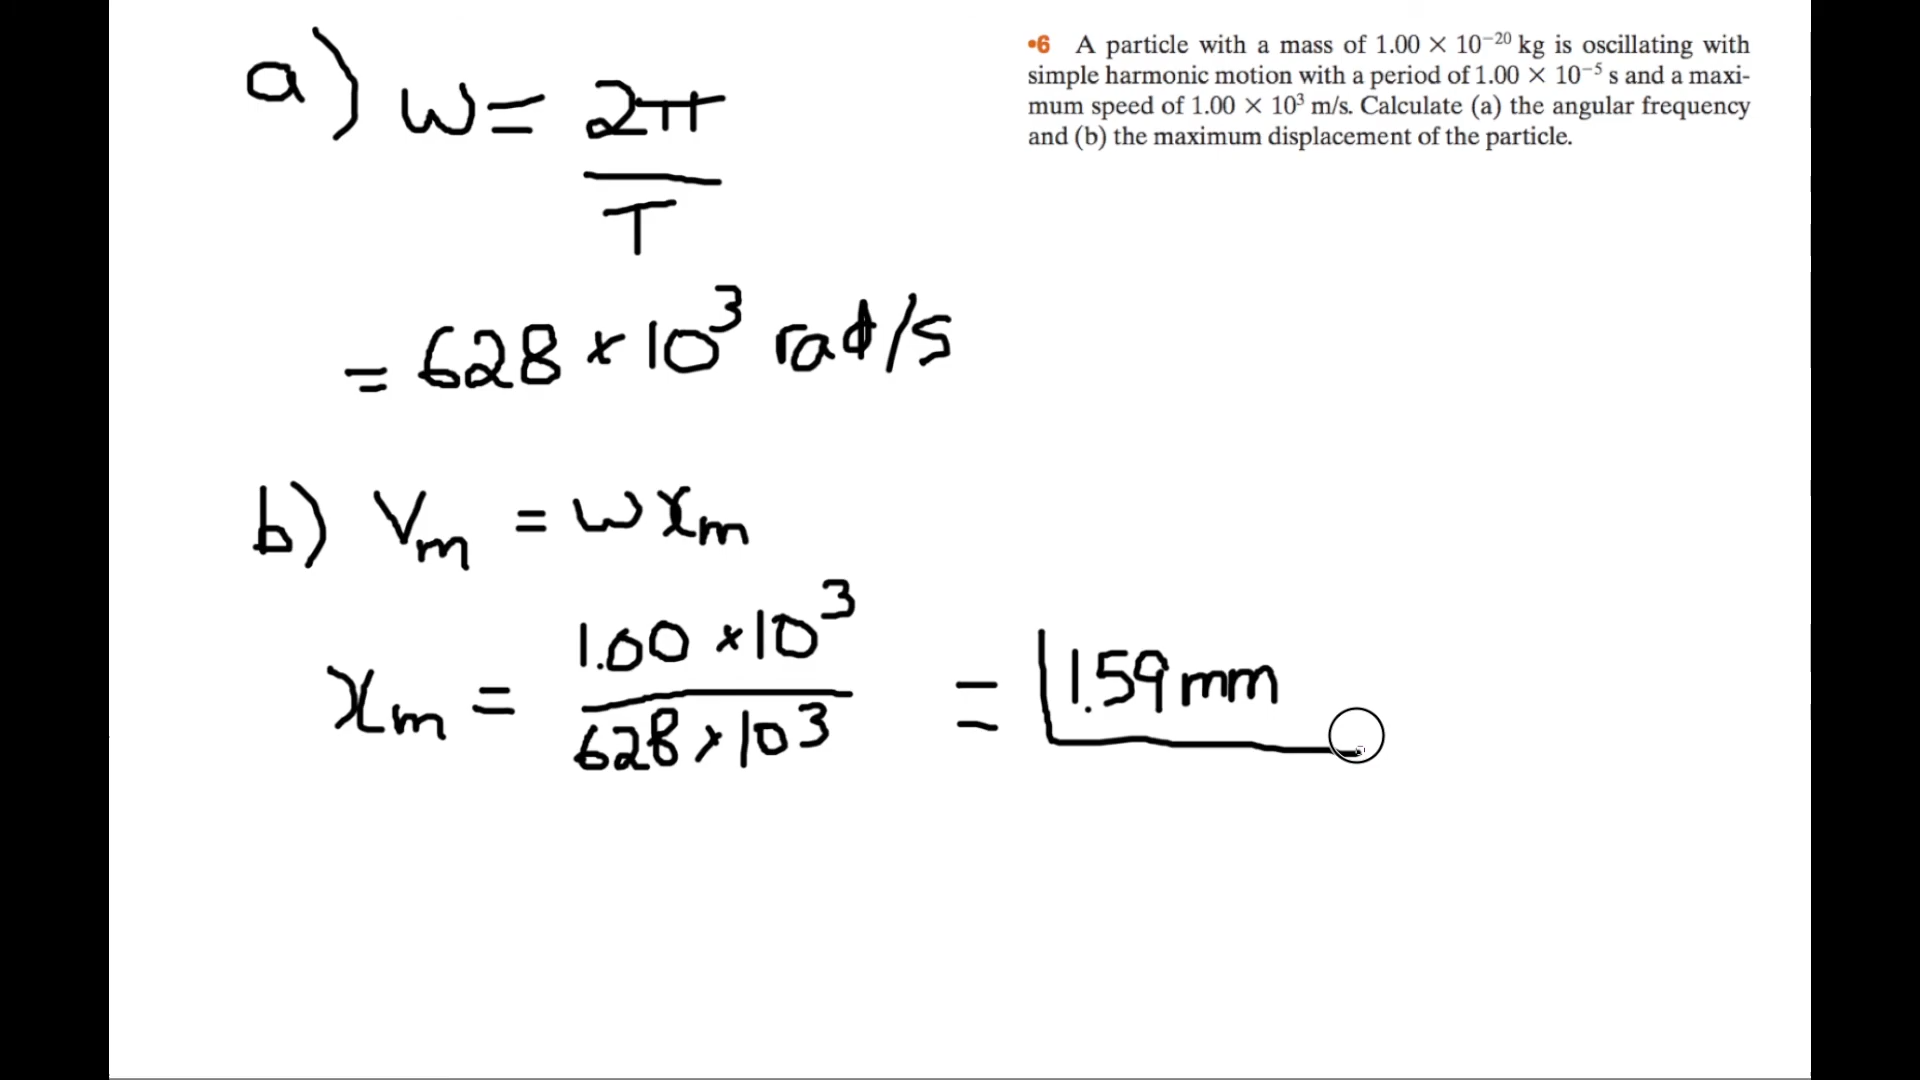 a) ω = 2π
T
= 628 × 10³ rad/s
b) Vm = ωxm
xm = 1.00 × 10³ / 628 × 10³ = 1.59 mm
•6 A particle with a mass of 1.00 × 10⁻²⁰ kg is oscillating with
simple harmonic motion with a period of 1.00 × 10⁻⁵ s and a maxi-
mum speed of 1.00 × 10³ m/s. Calculate (a) the angular frequency
and (b) the maximum displacement of the particle.